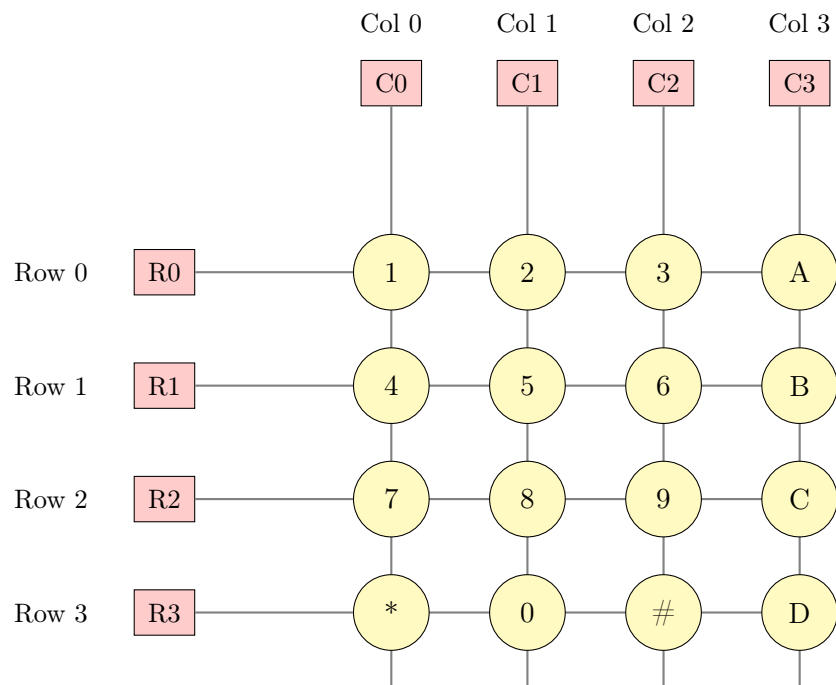 Col 0 Col 1 Col 2 Col 3
C0 C1 C2 C3
Row 0 R0 1 2 3 A
Row 1 R1 4 5 6 B
Row 2 R2 7 8 9 C
Row 3 R3 * 0 # D